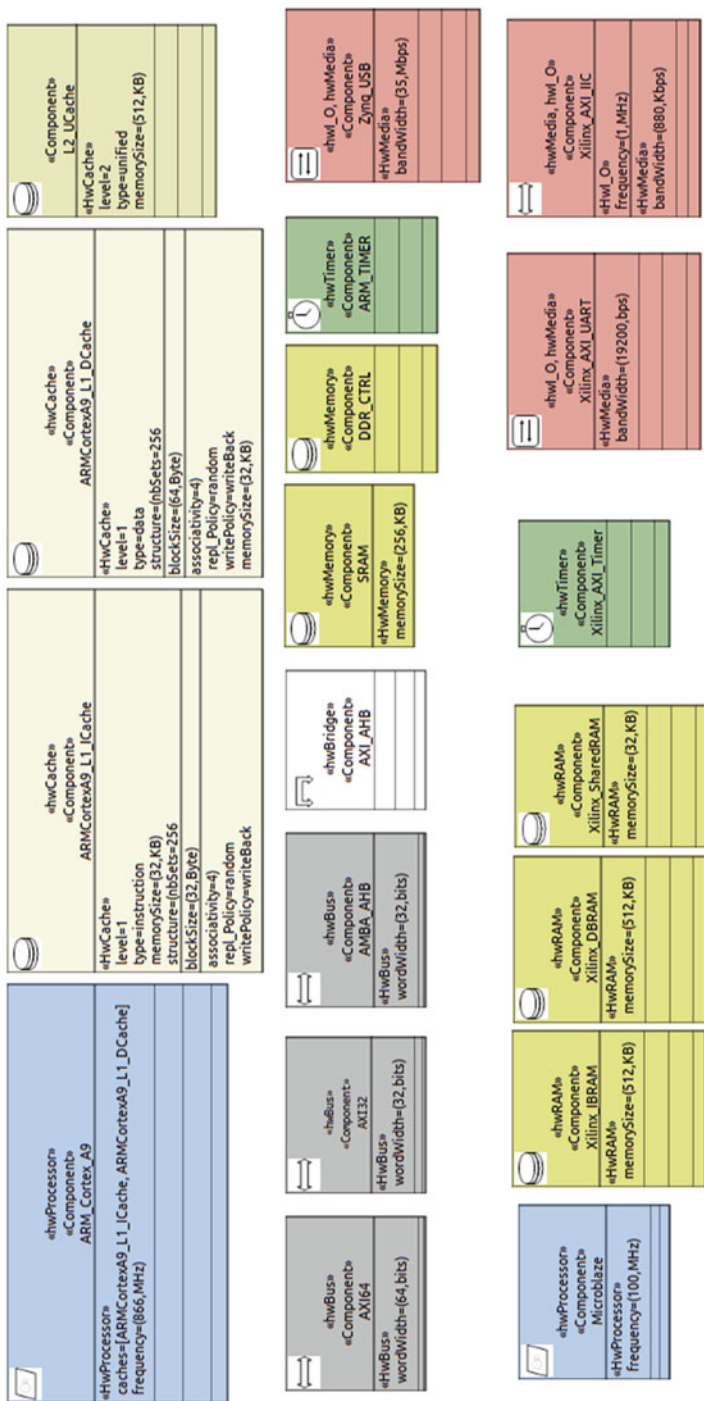 «hwProcessor»
«Component»
ARM_Cortex_A9
«HwProcessor»
caches=[ARMCortexA9_L1_ICache, ARMCortexA9_L1_DCache]
frequency=(866,MHz)
«hwCache»
«Component»
ARMCortexA9_L1_ICache
«HwCache»
level=1
type=instruction
memorySize=(32,KB)
structure=(nbSets=256
blockSize=(32,Byte)
associativity=4)
repl_Policy=random
writePolicy=writeBack
«hwCache»
«Component»
ARMCortexA9_L1_DCache
«HwCache»
level=1
type=data
structure=(nbSets=256
blockSize=(64,Byte)
associativity=4)
repl_Policy=random
writePolicy=writeBack
memorySize=(32,KB)
«Component»
L2_UCache
«HwCache»
level=2
type=unified
memorySize=(512,KB)
«hwBus»
«Component»
AXI64
«HwBus»
wordWidth=(64,bits)
«hwBus»
«Component»
AXI32
«HwBus»
wordWidth=(32,bits)
«hwBus»
«Component»
AMBA_AHB
«HwBus»
wordWidth=(32,bits)
«hwBridge»
«Component»
AXI_AHB
«hwMemory»
«Component»
SRAM
«HwMemory»
memorySize=(256,KB)
«hwMemory»
«Component»
DDR_CTRL
«hwTimer»
«Component»
ARM_TIMER
«hwI_O, hwMedia»
«Component»
Zynq_USB
«HwMedia»
bandWidth=(35,Mbps)
«hwProcessor»
«Component»
Microblaze
«HwProcessor»
frequency=(100,MHz)
«hwRAM»
«Component»
Xilinx_IBRAM
«HwRAM»
memorySize=(512,KB)
«hwRAM»
«Component»
Xilinx_DBRAM
«HwRAM»
memorySize=(512,KB)
«hwRAM»
«Component»
Xilinx_SharedRAM
«HwRAM»
memorySize=(32,KB)
«hwTimer»
«Component»
Xilinx_AXI_Timer
«hwI_O, hwMedia»
«Component»
Xilinx_AXI_UART
«HwMedia»
bandWidth=(19200,bps)
«hwMedia, hwI_O»
«Component»
Xilinx_AXI_IIC
«HwI_O»
frequency=(1,MHz)
«HwMedia»
bandWidth=(880,Kbps)